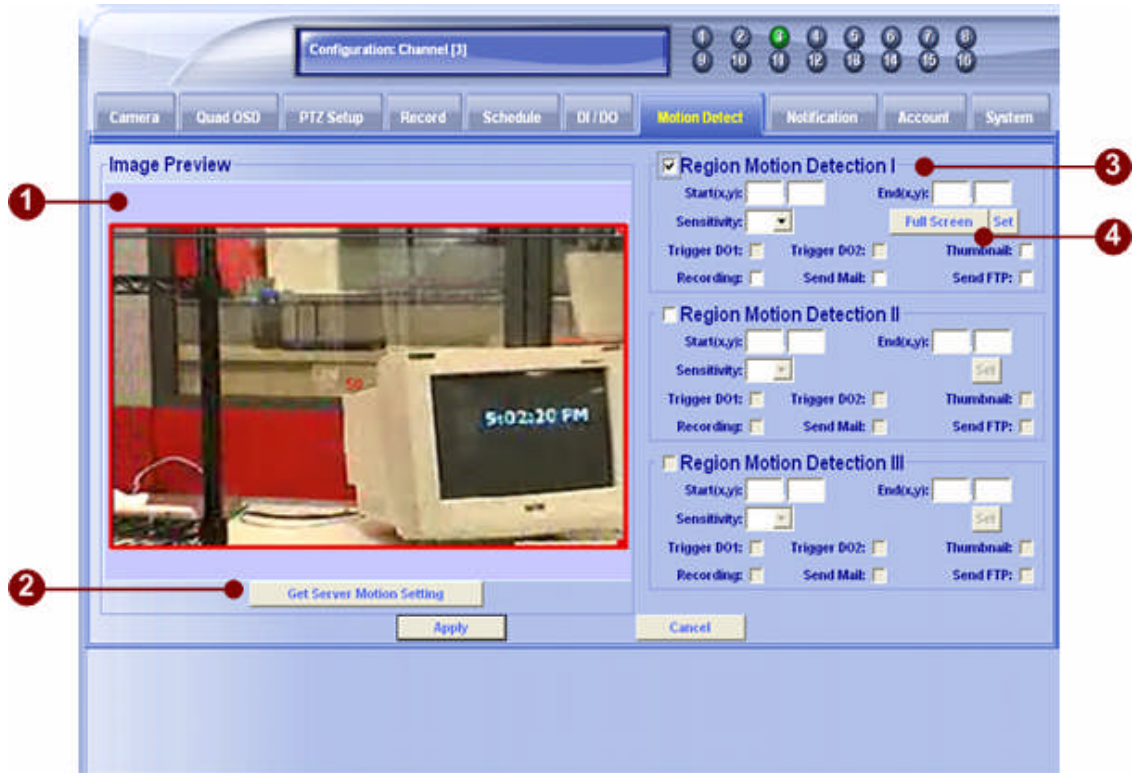 Configuration: Channel [3]
1 2 3 4 5 6 7 8
9 10 11 12 13 14 15 16
Camera Quad OSD PTZ Setup Record Schedule DI / DO Motion Detect Notification Account System
Image Preview
1
5:02:20 PM
50
2
Get Server Motion Setting
Apply
Cancel
Region Motion Detection I
3
Start(x,y): End(x,y):
Sensitivity: Full Screen Set
4
Trigger DO1: Trigger DO2: Thumbnail:
Recording: Send Mail: Send FTP:
Region Motion Detection II
Start(x,y): End(x,y):
Sensitivity: Set
Trigger DO1: Trigger DO2: Thumbnail:
Recording: Send Mail: Send FTP:
Region Motion Detection III
Start(x,y): End(x,y):
Sensitivity: Set
Trigger DO1: Trigger DO2: Thumbnail:
Recording: Send Mail: Send FTP: